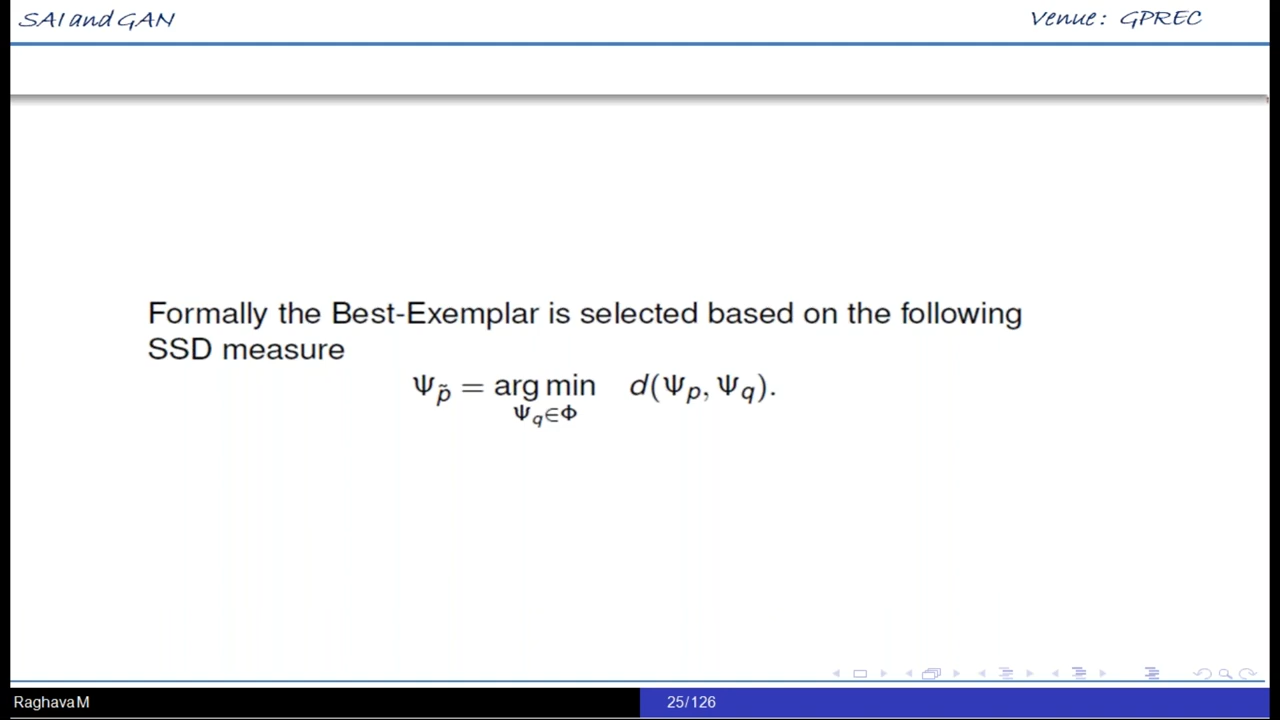 SAI and GAN
Venue: GPREC
Formally the Best-Exemplar is selected based on the following
SSD measure
Ψ_p̃ = arg min d(Ψ_p, Ψ_q).
Ψ_q∈Φ
Raghava M
25/126